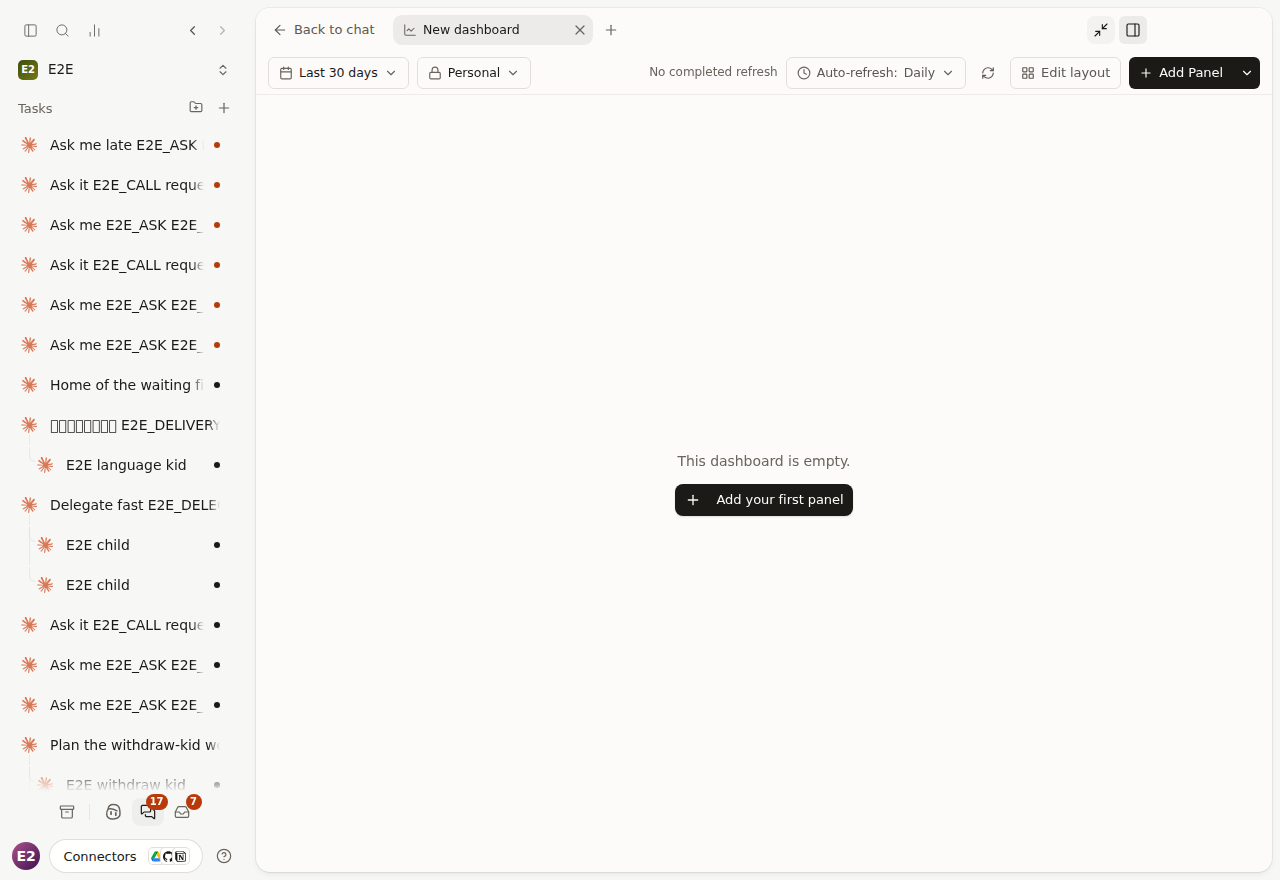 Back to chat
New dashboard
E2 E2E
Last 30 days
Personal
No completed refresh
Auto-refresh: Daily
Edit layout
Add Panel
Tasks
Ask me late E2E_ASK
Ask it E2E_CALL reque
Ask me E2E_ASK E2E_
Ask it E2E_CALL reque
Ask me E2E_ASK E2E_
Ask me E2E_ASK E2E_
Home of the waiting fi
E2E_DELIVERY
E2E language kid
Delegate fast E2E_DELE
E2E child
E2E child
Ask it E2E_CALL reque
Ask me E2E_ASK E2E_
Ask me E2E_ASK E2E_
Plan the withdraw-kid w
E2E withdraw kid
This dashboard is empty.
Add your first panel
17
7
E2
Connectors